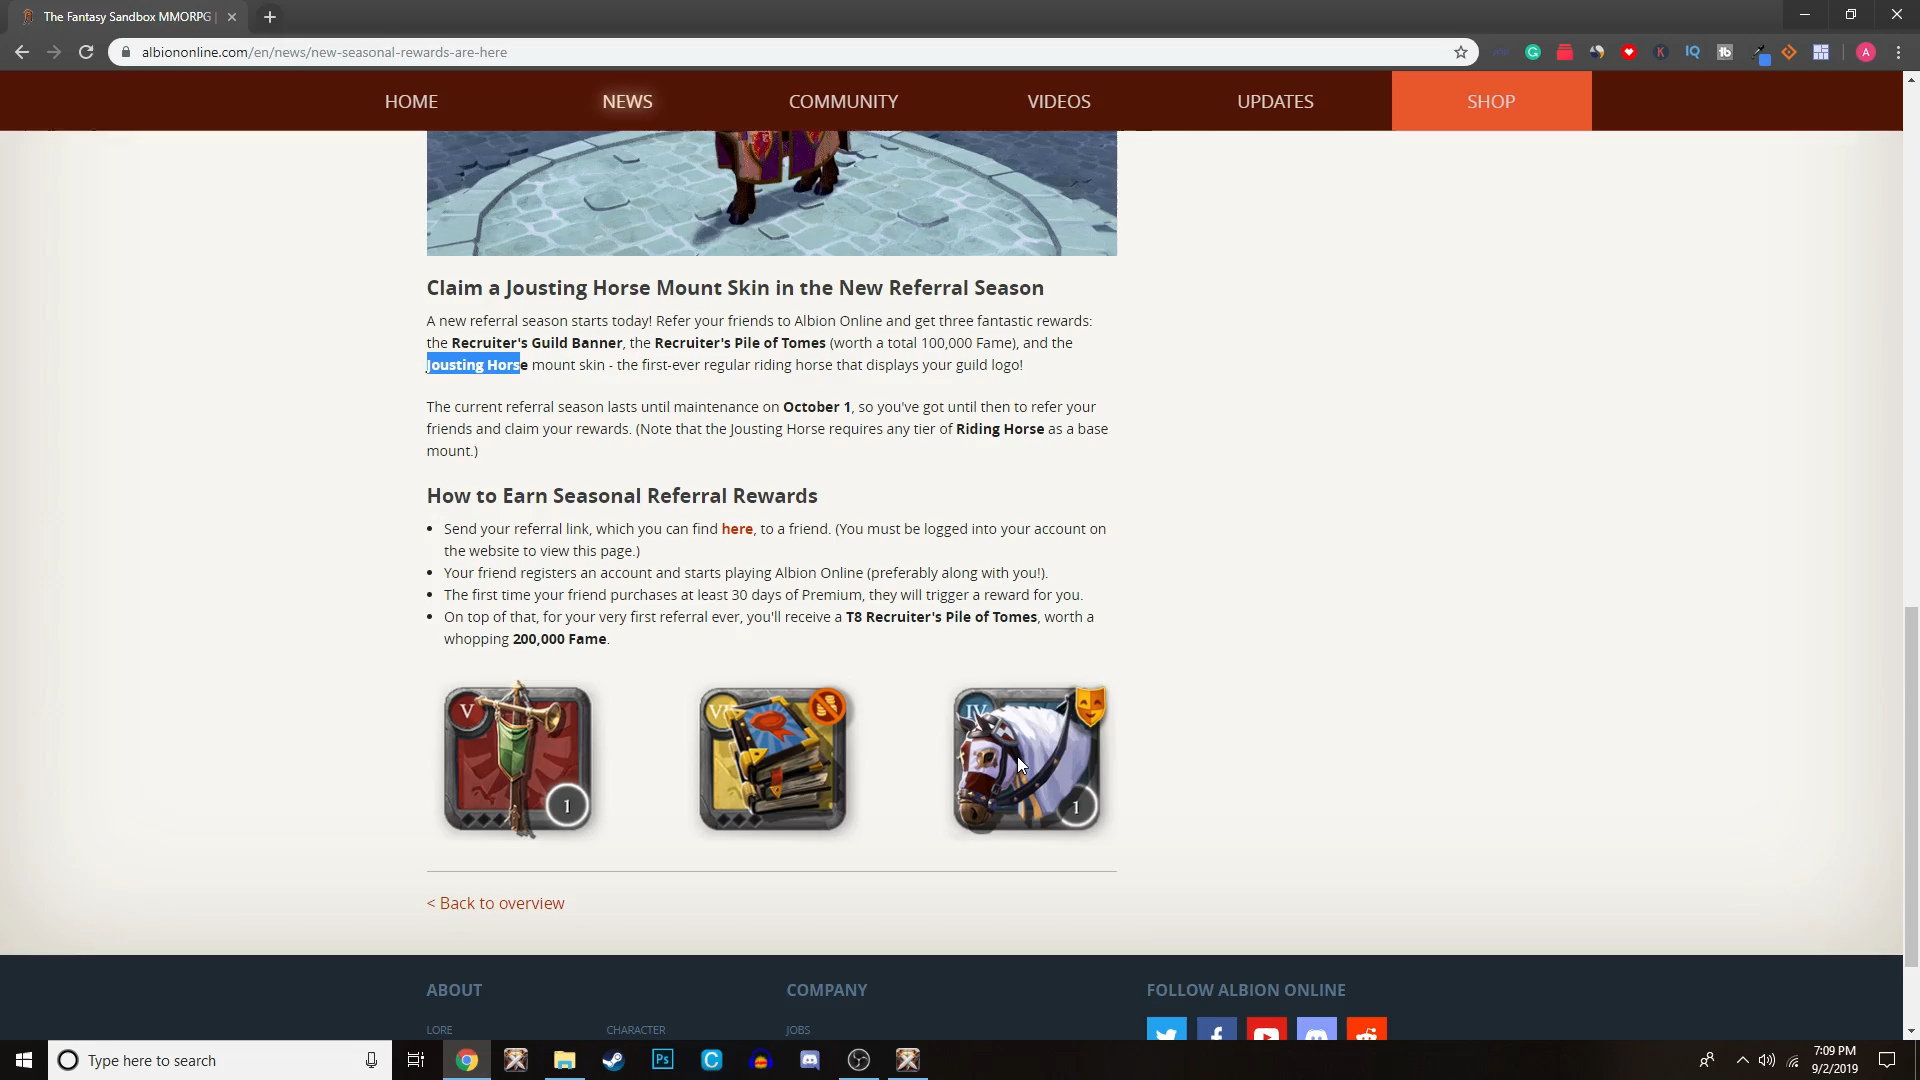 The Fantasy Sandbox MMORPG |
albiononline.com/en/news/new-seasonal-rewards-are-here
HOME
NEWS
COMMUNITY
VIDEOS
UPDATES
SHOP
Claim a Jousting Horse Mount Skin in the New Referral Season
A new referral season starts today! Refer your friends to Albion Online and get three fantastic rewards:
the Recruiter's Guild Banner, the Recruiter's Pile of Tomes (worth a total 100,000 Fame), and the
Jousting Horse mount skin - the first-ever regular riding horse that displays your guild logo!
The current referral season lasts until maintenance on October 1, so you've got until then to refer your
friends and claim your rewards. (Note that the Jousting Horse requires any tier of Riding Horse as a base
mount.)
How to Earn Seasonal Referral Rewards
• Send your referral link, which you can find here, to a friend. (You must be logged into your account on
the website to view this page.)
• Your friend registers an account and starts playing Albion Online (preferably along with you!).
• The first time your friend purchases at least 30 days of Premium, they will trigger a reward for you.
• On top of that, for your very first referral ever, you'll receive a T8 Recruiter's Pile of Tomes, worth a
whopping 200,000 Fame.
V
1
IV
1
< Back to overview
ABOUT
COMPANY
FOLLOW ALBION ONLINE
LORE
CHARACTER
JOBS
Type here to search
7:09 PM
9/2/2019
A
K
IQ
tb
G
Ps
C